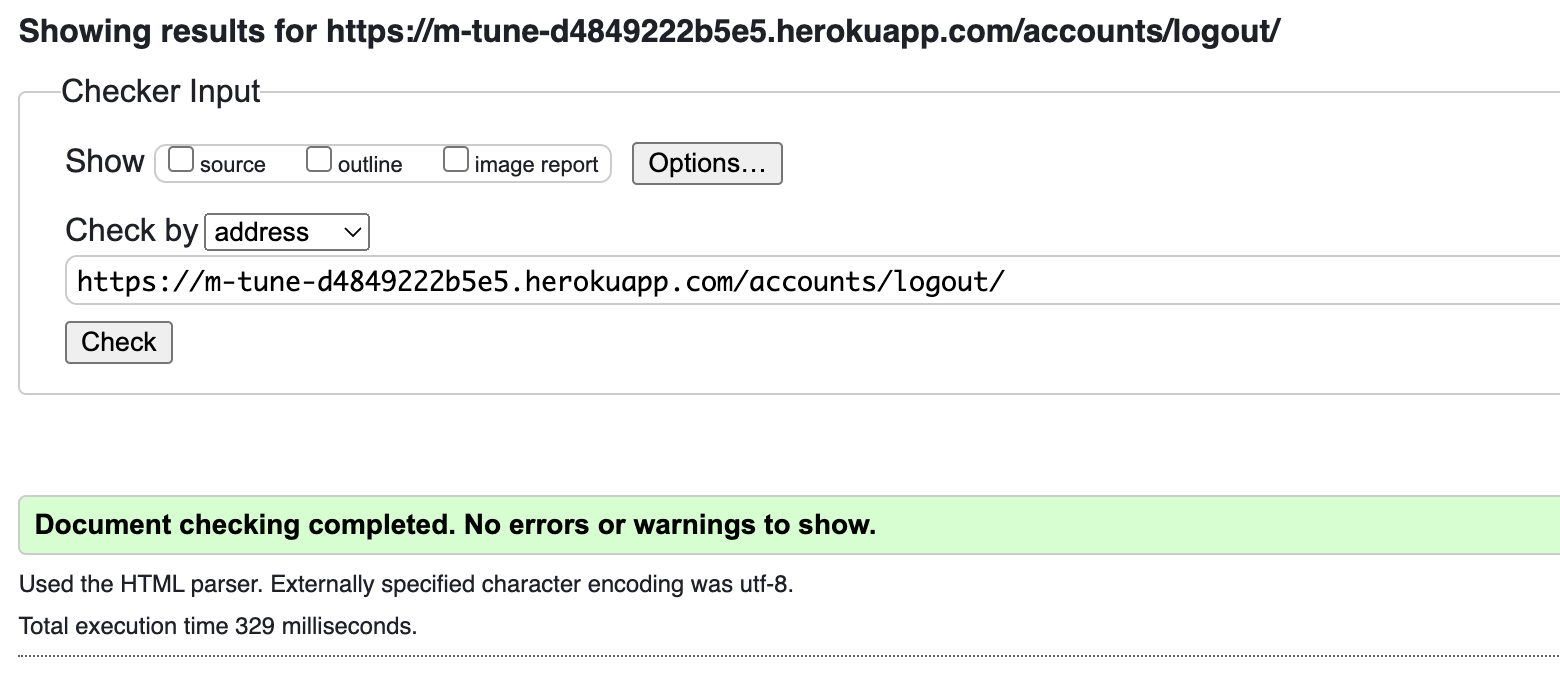 Showing results for https://m-tune-d4849222b5e5.herokuapp.com/accounts/logout/
Checker Input
Show source outline image report Options...
Check by address
https://m-tune-d4849222b5e5.herokuapp.com/accounts/logout/
Check
Document checking completed. No errors or warnings to show.
Used the HTML parser. Externally specified character encoding was utf-8.
Total execution time 329 milliseconds.